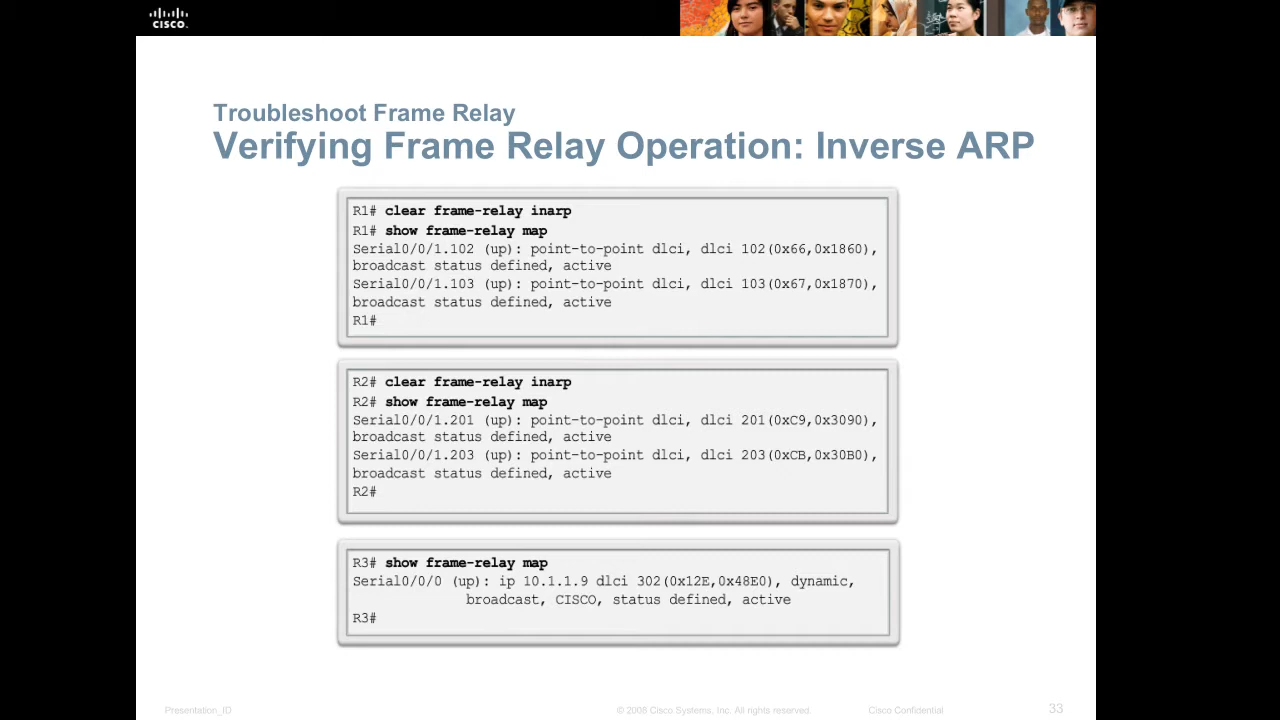 CISCO
Troubleshoot Frame Relay
Verifying Frame Relay Operation: Inverse ARP
R1# clear frame-relay inarp
R1# show frame-relay map
Serial0/0/1.102 (up): point-to-point dlci, dlci 102(0x66,0x1860),
broadcast status defined, active
Serial0/0/1.103 (up): point-to-point dlci, dlci 103(0x67,0x1870),
broadcast status defined, active
R1#
R2# clear frame-relay inarp
R2# show frame-relay map
Serial0/0/1.201 (up): point-to-point dlci, dlci 201(0xC9,0x3090),
broadcast status defined, active
Serial0/0/1.203 (up): point-to-point dlci, dlci 203(0xCB,0x30B0),
broadcast status defined, active
R2#
R3# show frame-relay map
Serial0/0/0 (up): ip 10.1.1.9 dlci 302(0x12E,0x48E0), dynamic,
broadcast, CISCO, status defined, active
R3#
Presentation_ID © 2008 Cisco Systems, Inc. All rights reserved. Cisco Confidential 33